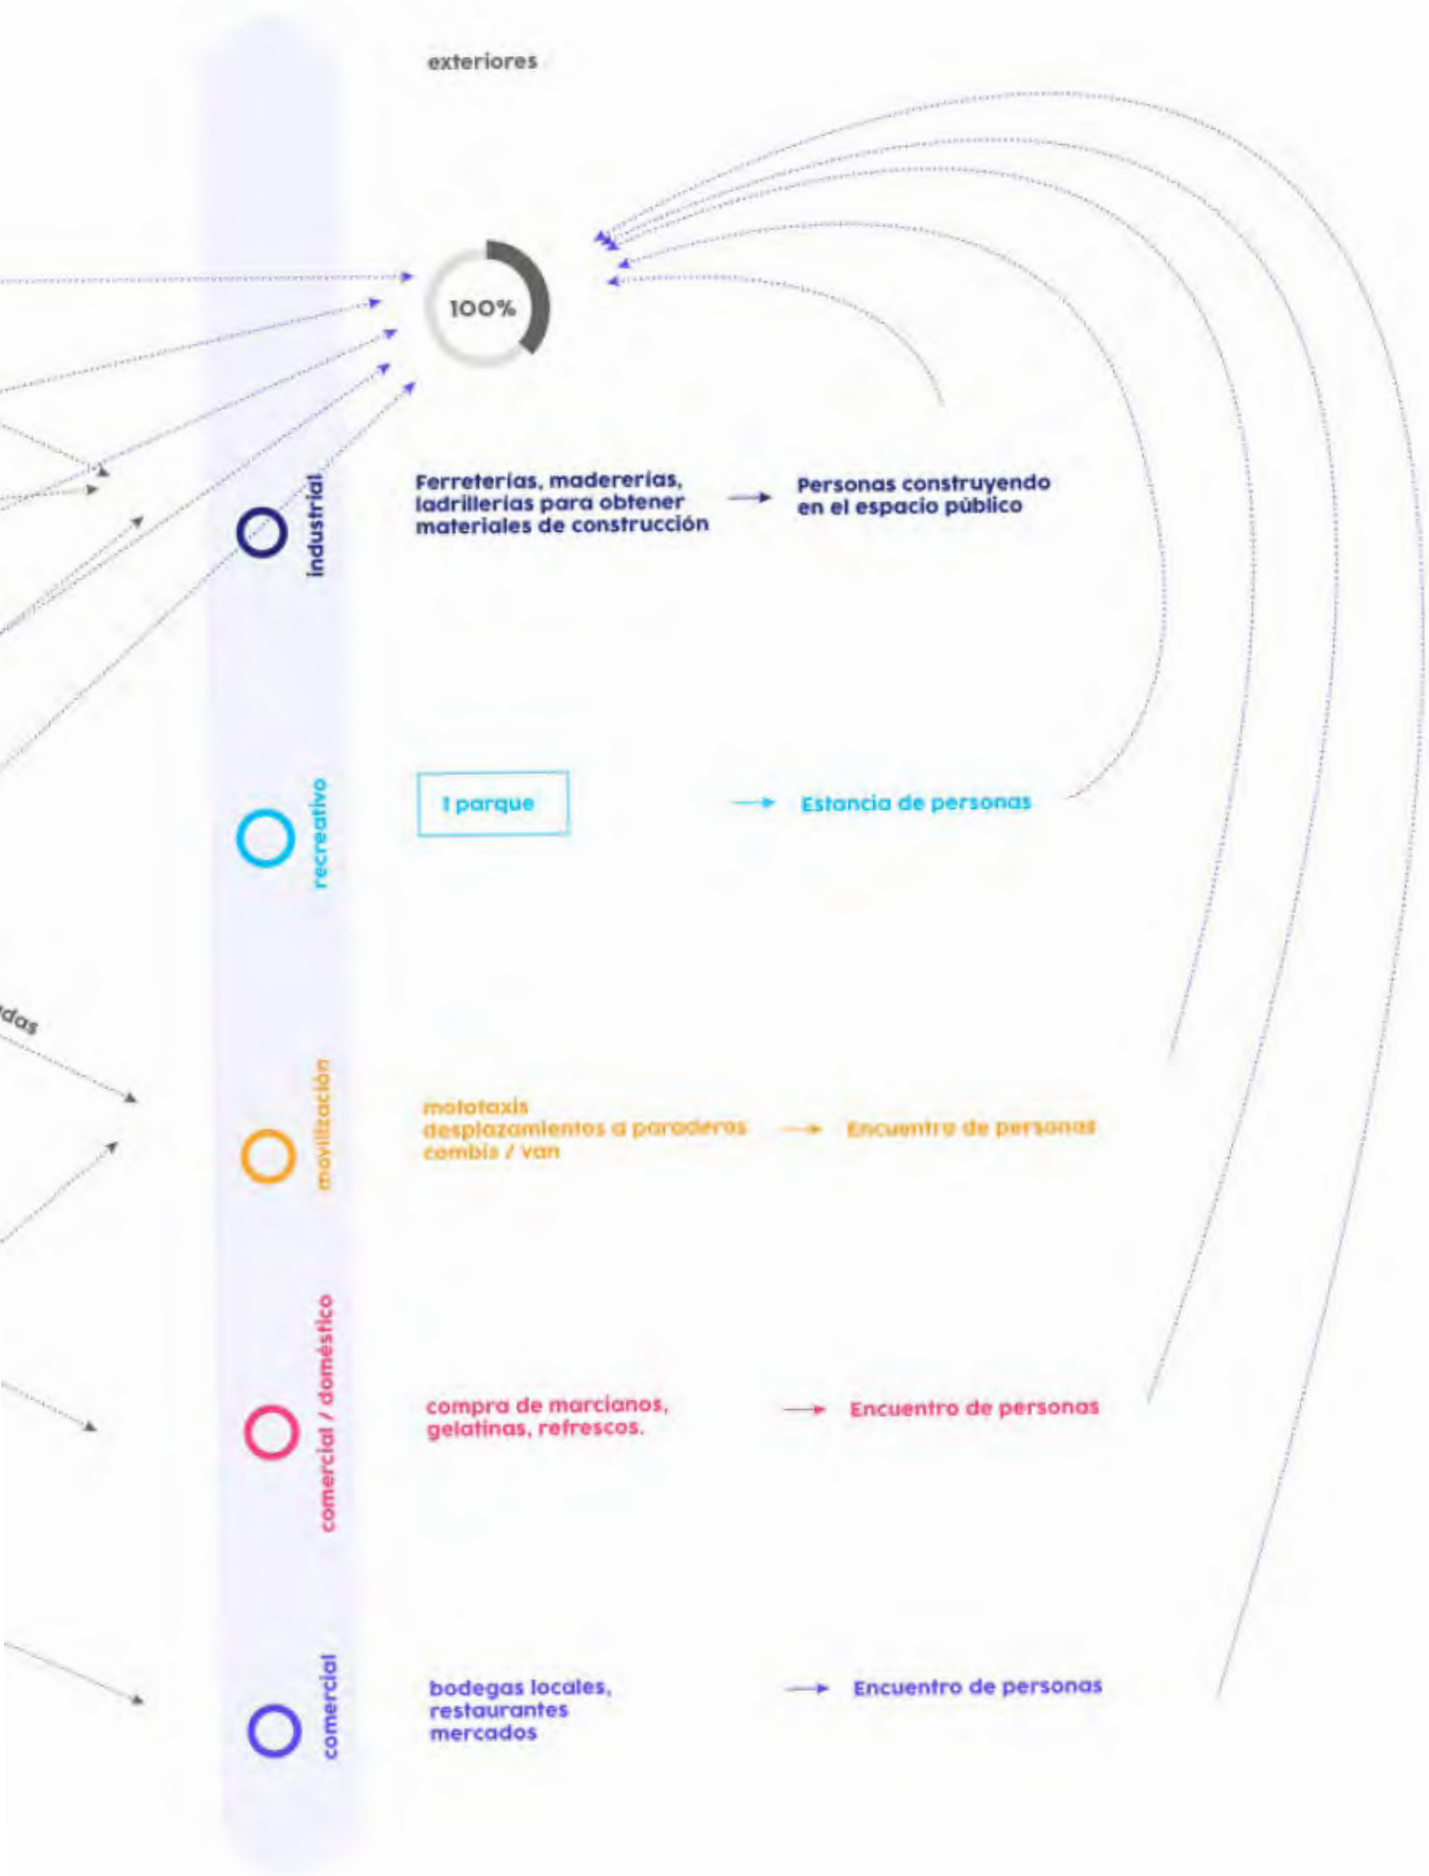 exteriores
100%
industrial
Ferreterías, madererías,
ladrillerías para obtener
materiales de construcción
Personas construyendo
en el espacio público
recreativo
1 parque
Estancia de personas
adas
movilización
mototaxis
desplazamientos a paraderos
combis / van
Encuentro de personas
comercial / doméstico
compra de marcianos,
gelatinas, refrescos.
Encuentro de personas
comercial
bodegas locales,
restaurantes
mercados
Encuentro de personas